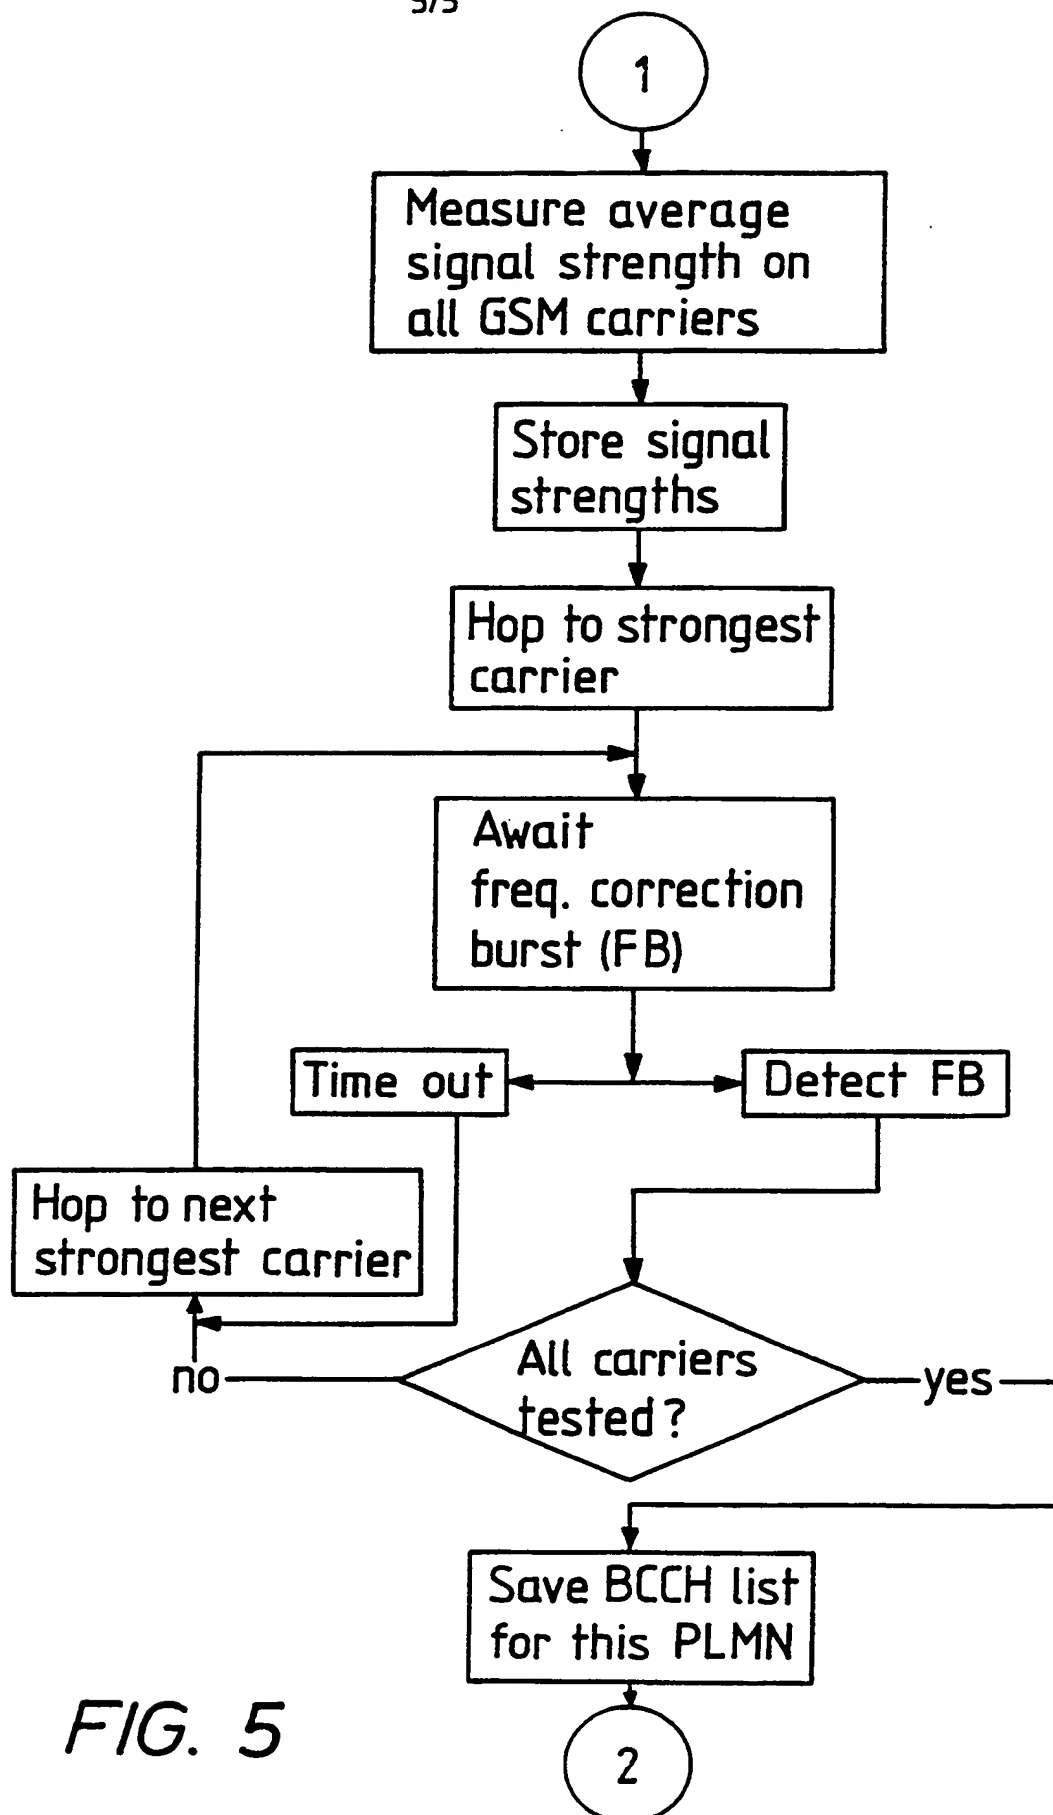 1
Measure average
signal strength on
all GSM carriers
Store signal
strengths
Hop to strongest
carrier
Await
freq. correction
burst (FB)
Time out
Detect FB
Hop to next
strongest carrier
All carriers
tested?
no
yes
Save BCCH list
for this PLMN
FIG. 5
2